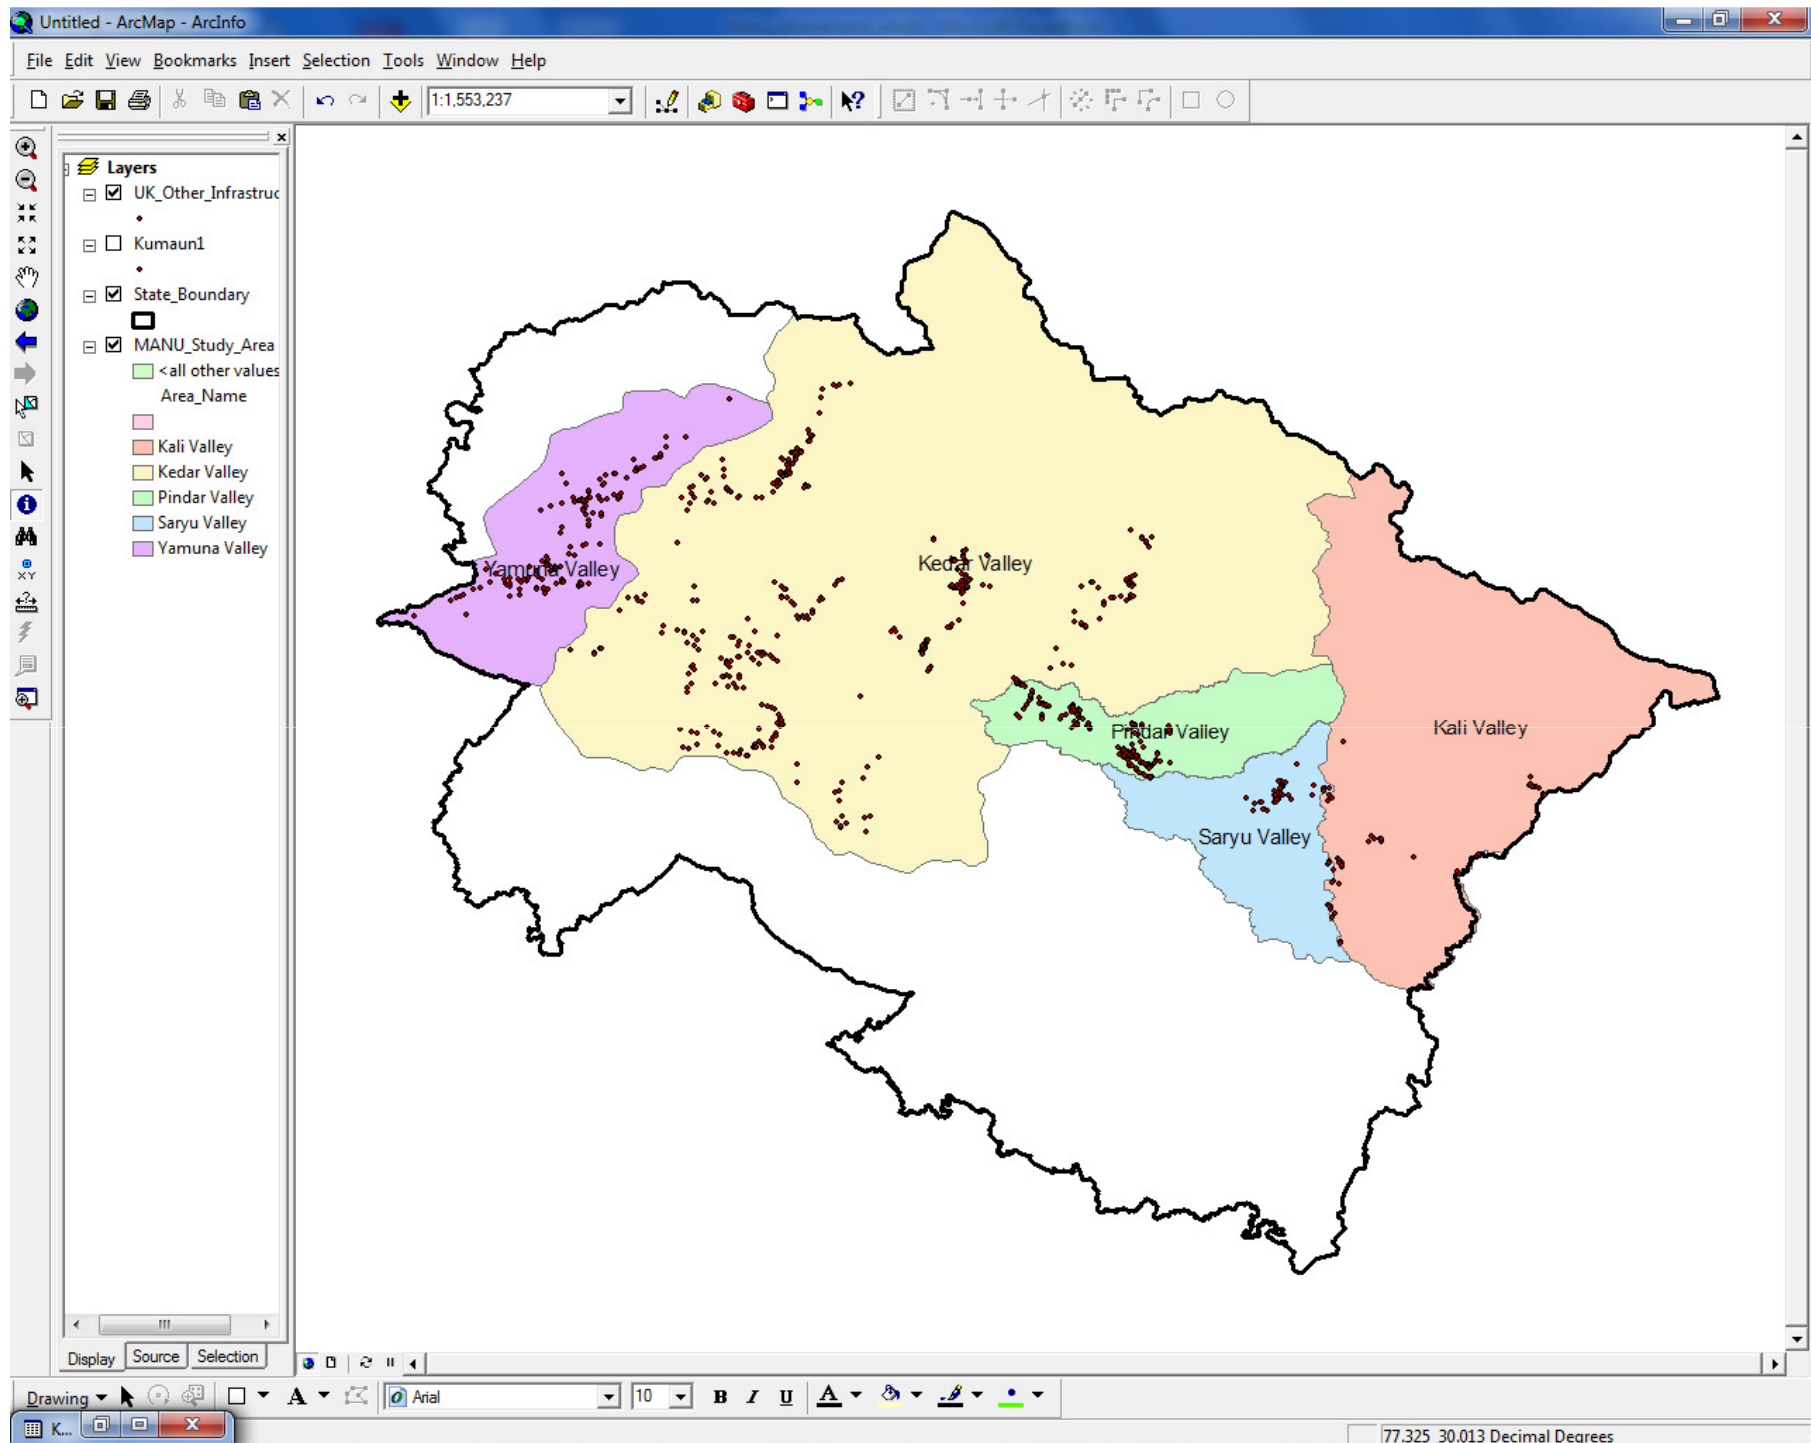 Untitled - ArcMap - ArcInfo
File Edit View Bookmarks Insert Selection Tools Window Help
1:1,553,237
Layers
UK_Other_Infrastruc
Kumaun1
State_Boundary
MANU_Study_Area
<all other values
Area_Name
Kali Valley
Kedar Valley
Pindar Valley
Saryu Valley
Yamuna Valley
Yamuna Valley
Kedar Valley
Pindar Valley
Kali Valley
Saryu Valley
Display Source Selection
Drawing A Arial 10 B I U A
K...
77.325 30.013 Decimal Degrees